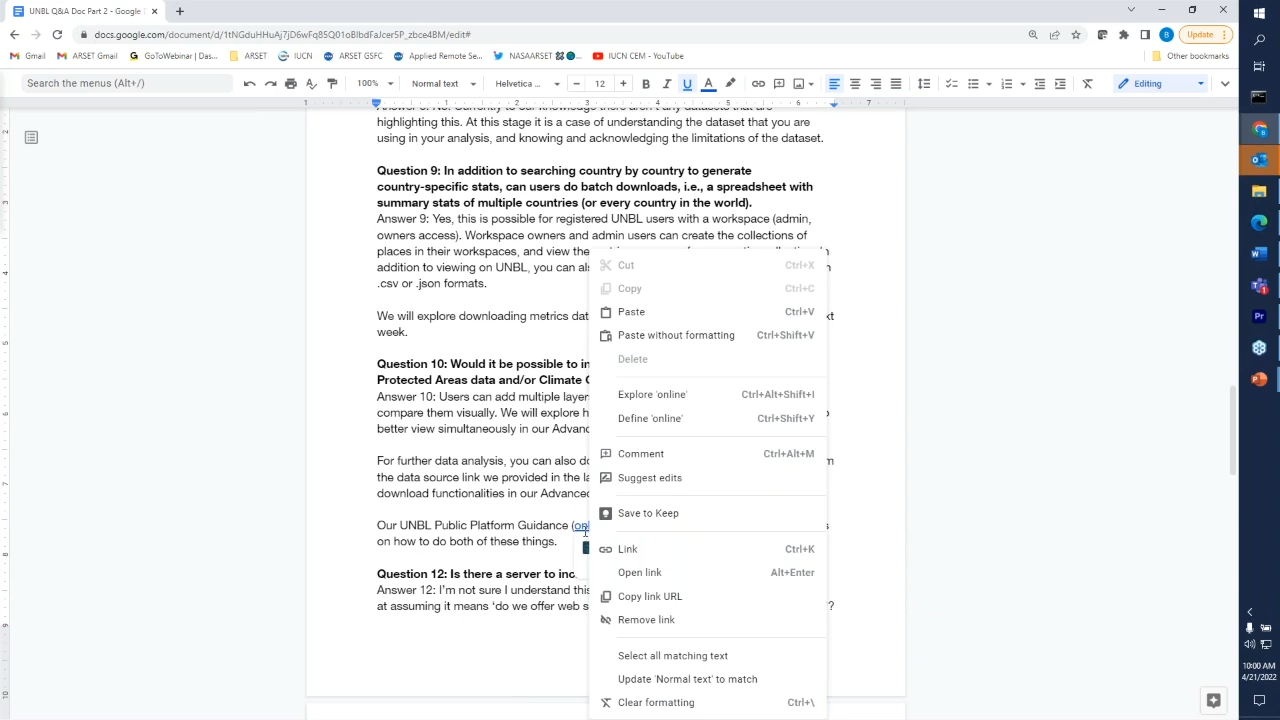 UNBL Q&A Doc Part 2 - Google
docs.google.com/document/d/1tNGduHHuAj7jD6wFq85Q01oBlbdFaJcer5P_zbce4BM/edit#
Update
Gmail
ARSET Gmail
GoToWebinar | Das...
ARSET
IUCN
ARSET GSFC
Applied Remote Se...
NASAARSET
IUCN CEM - YouTube
Other bookmarks
Search the menus (Alt+/)
100%
Normal text
Helvetica ...
12
Editing
highlighting this. At this stage it is a case of understanding the dataset that you are
using in your analysis, and knowing and acknowledging the limitations of the dataset.
Question 9: In addition to searching country by country to generate
country-specific stats, can users do batch downloads, i.e., a spreadsheet with
summary stats of multiple countries (or every country in the world).
Answer 9: Yes, this is possible for registered UNBL users with a workspace (admin,
owners access). Workspace owners and admin users can create the collections of
places in their workspaces, and view the
addition to viewing on UNBL, you can
.csv or .json formats.
We will explore downloading metrics
week.
Question 10: Would it be possible to
Protected Areas data and/or Climate
Answer 10: Users can add multiple
compare them visually. We will explore
better view simultaneously in our
For further data analysis, you can also
the data source link we provided in the
download functionalities in our
Our UNBL Public Platform Guidance (
on how to do both of these things.
Question 12: Is there a server to
Answer 12: I'm not sure I understand
at assuming it means 'do we offer web
Cut Ctrl+X
Copy Ctrl+C
Paste Ctrl+V
Paste without formatting Ctrl+Shift+V
Delete
Explore 'online' Ctrl+Alt+Shift+I
Define 'online' Ctrl+Shift+Y
Comment Ctrl+Alt+M
Suggest edits
Save to Keep
Link Ctrl+K
Open link Alt+Enter
Copy link URL
Remove link
Select all matching text
Update 'Normal text' to match
Clear formatting Ctrl+\
10:00 AM
4/21/2022